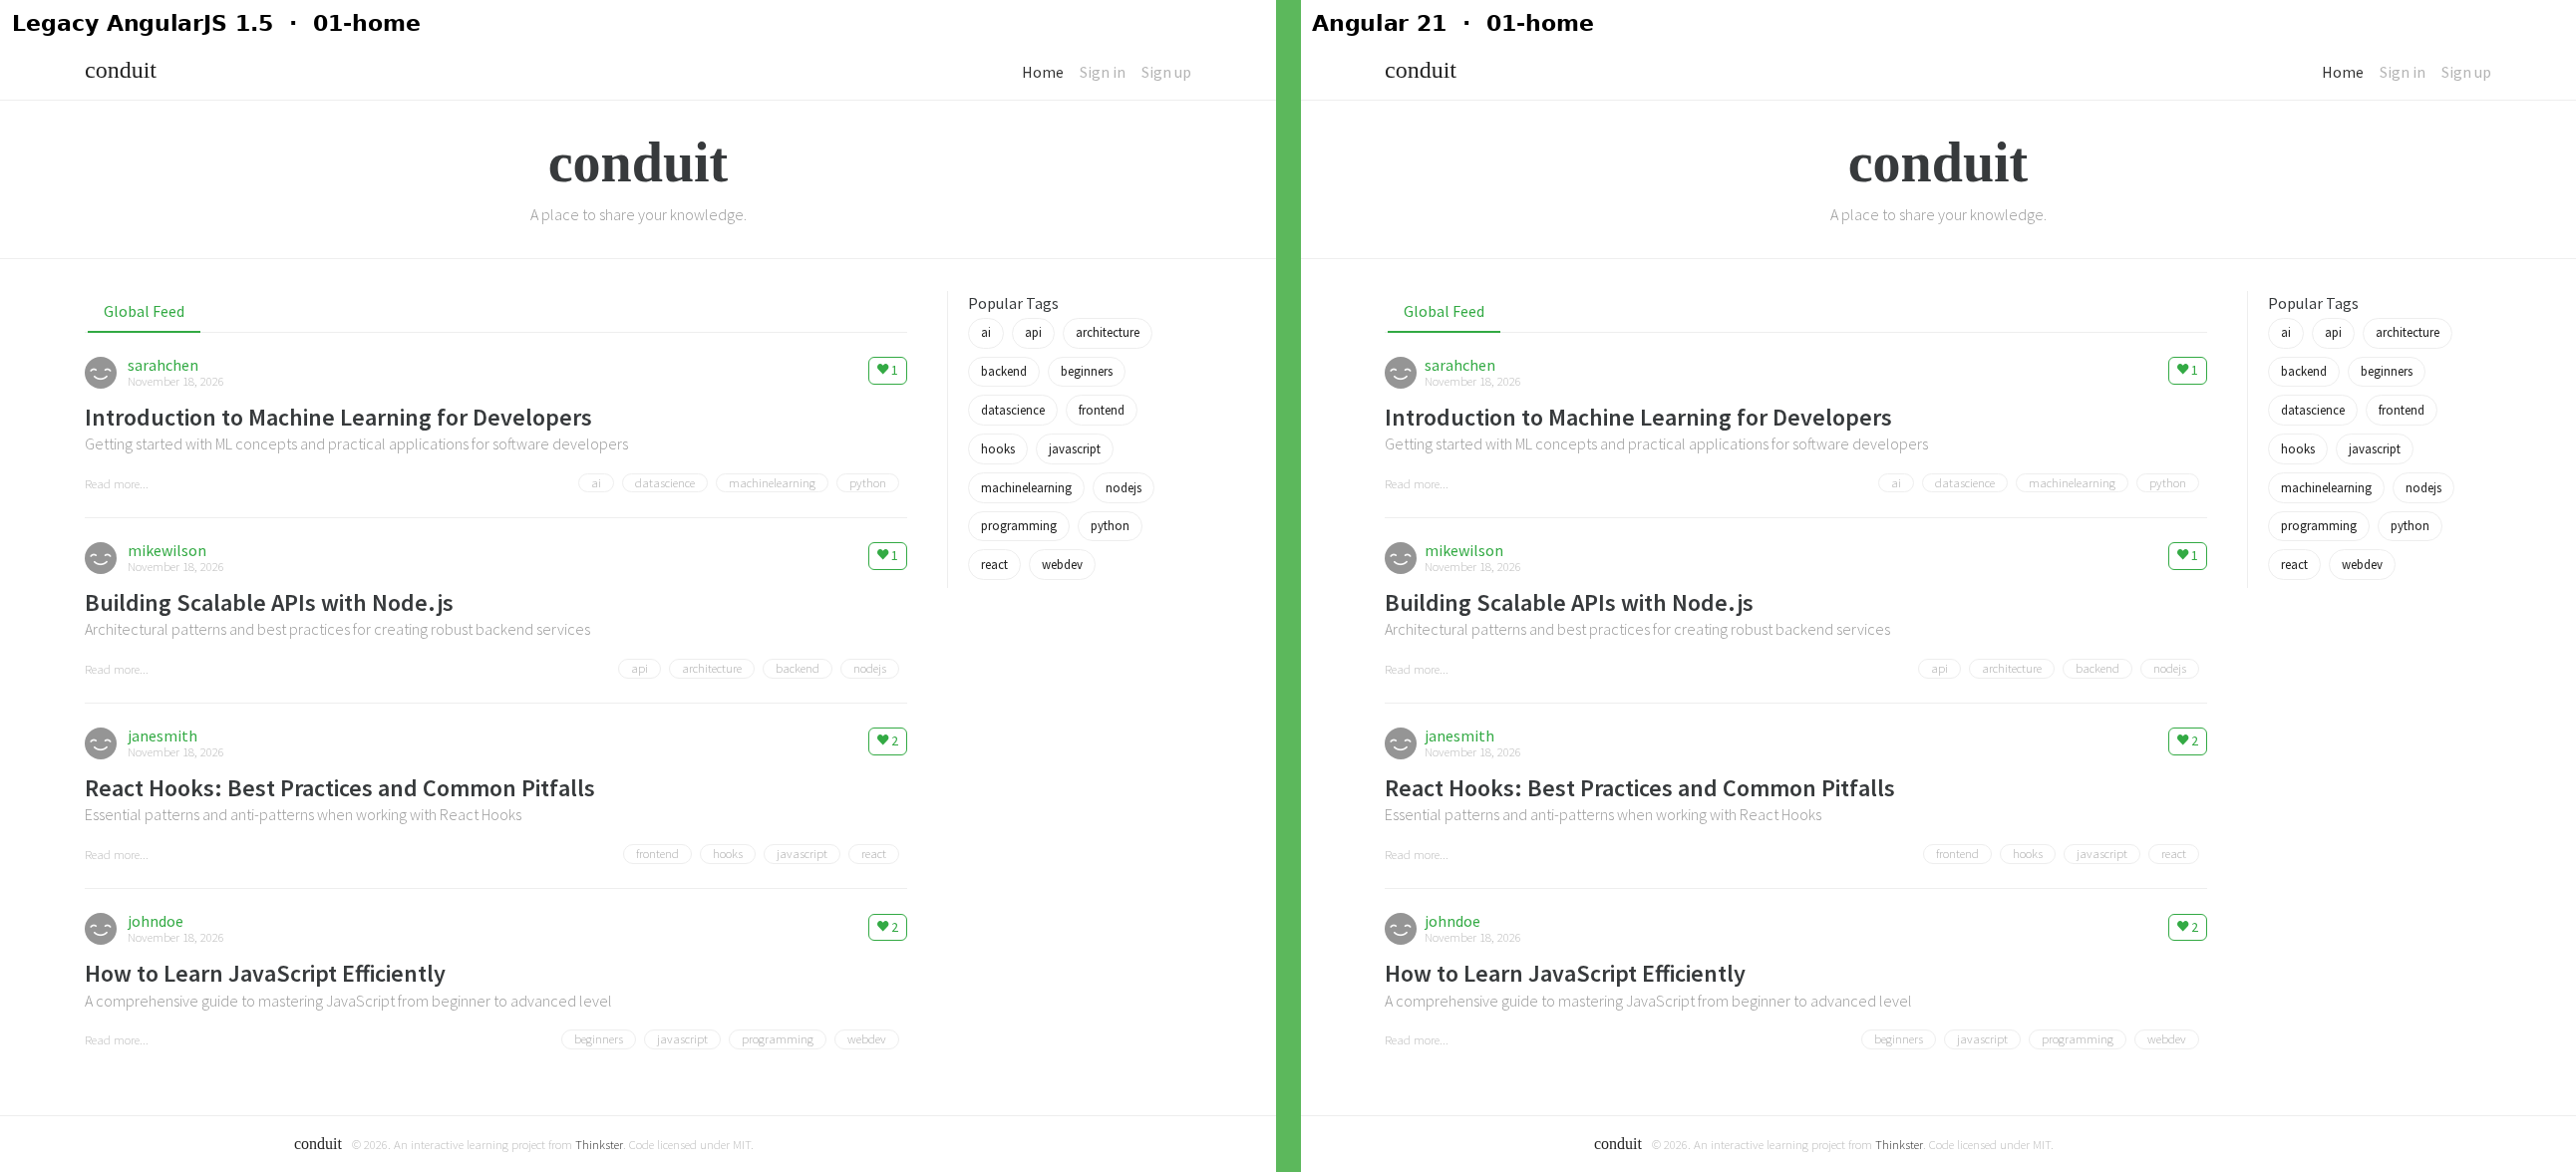 Legacy AngularJS 1.5 · 01-home
conduit
Home Sign in Sign up
conduit
A place to share your knowledge.
Global Feed
sarahchen
November 18, 2026
1
Introduction to Machine Learning for Developers
Getting started with ML concepts and practical applications for software developers
Read more...
ai datascience machinelearning python
mikewilson
November 18, 2026
1
Building Scalable APIs with Node.js
Architectural patterns and best practices for creating robust backend services
Read more...
api architecture backend nodejs
janesmith
November 18, 2026
2
React Hooks: Best Practices and Common Pitfalls
Essential patterns and anti-patterns when working with React Hooks
Read more...
frontend hooks javascript react
johndoe
November 18, 2026
2
How to Learn JavaScript Efficiently
A comprehensive guide to mastering JavaScript from beginner to advanced level
Read more...
beginners javascript programming webdev
Popular Tags
ai api architecture
backend beginners
datascience frontend
hooks javascript
machinelearning nodejs
programming python
react webdev
conduit © 2026. An interactive learning project from Thinkster. Code licensed under MIT.
Angular 21 · 01-home
conduit
Home Sign in Sign up
conduit
A place to share your knowledge.
Global Feed
sarahchen
November 18, 2026
1
Introduction to Machine Learning for Developers
Getting started with ML concepts and practical applications for software developers
Read more...
ai datascience machinelearning python
mikewilson
November 18, 2026
1
Building Scalable APIs with Node.js
Architectural patterns and best practices for creating robust backend services
Read more...
api architecture backend nodejs
janesmith
November 18, 2026
2
React Hooks: Best Practices and Common Pitfalls
Essential patterns and anti-patterns when working with React Hooks
Read more...
frontend hooks javascript react
johndoe
November 18, 2026
2
How to Learn JavaScript Efficiently
A comprehensive guide to mastering JavaScript from beginner to advanced level
Read more...
beginners javascript programming webdev
Popular Tags
ai api architecture
backend beginners
datascience frontend
hooks javascript
machinelearning nodejs
programming python
react webdev
conduit © 2026. An interactive learning project from Thinkster. Code licensed under MIT.